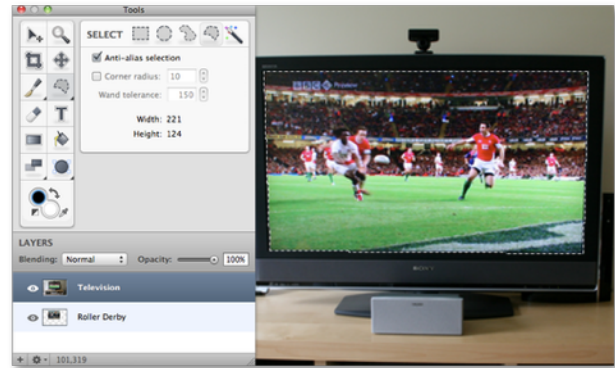 Tools
SELECT
Anti-alias selection
Corner radius: 10
Wand tolerance: 150
Width: 221
Height: 124
T
LAYERS
Blending: Normal Opacity: 100%
Television
Roller Derby
101,319
BBC
SONY